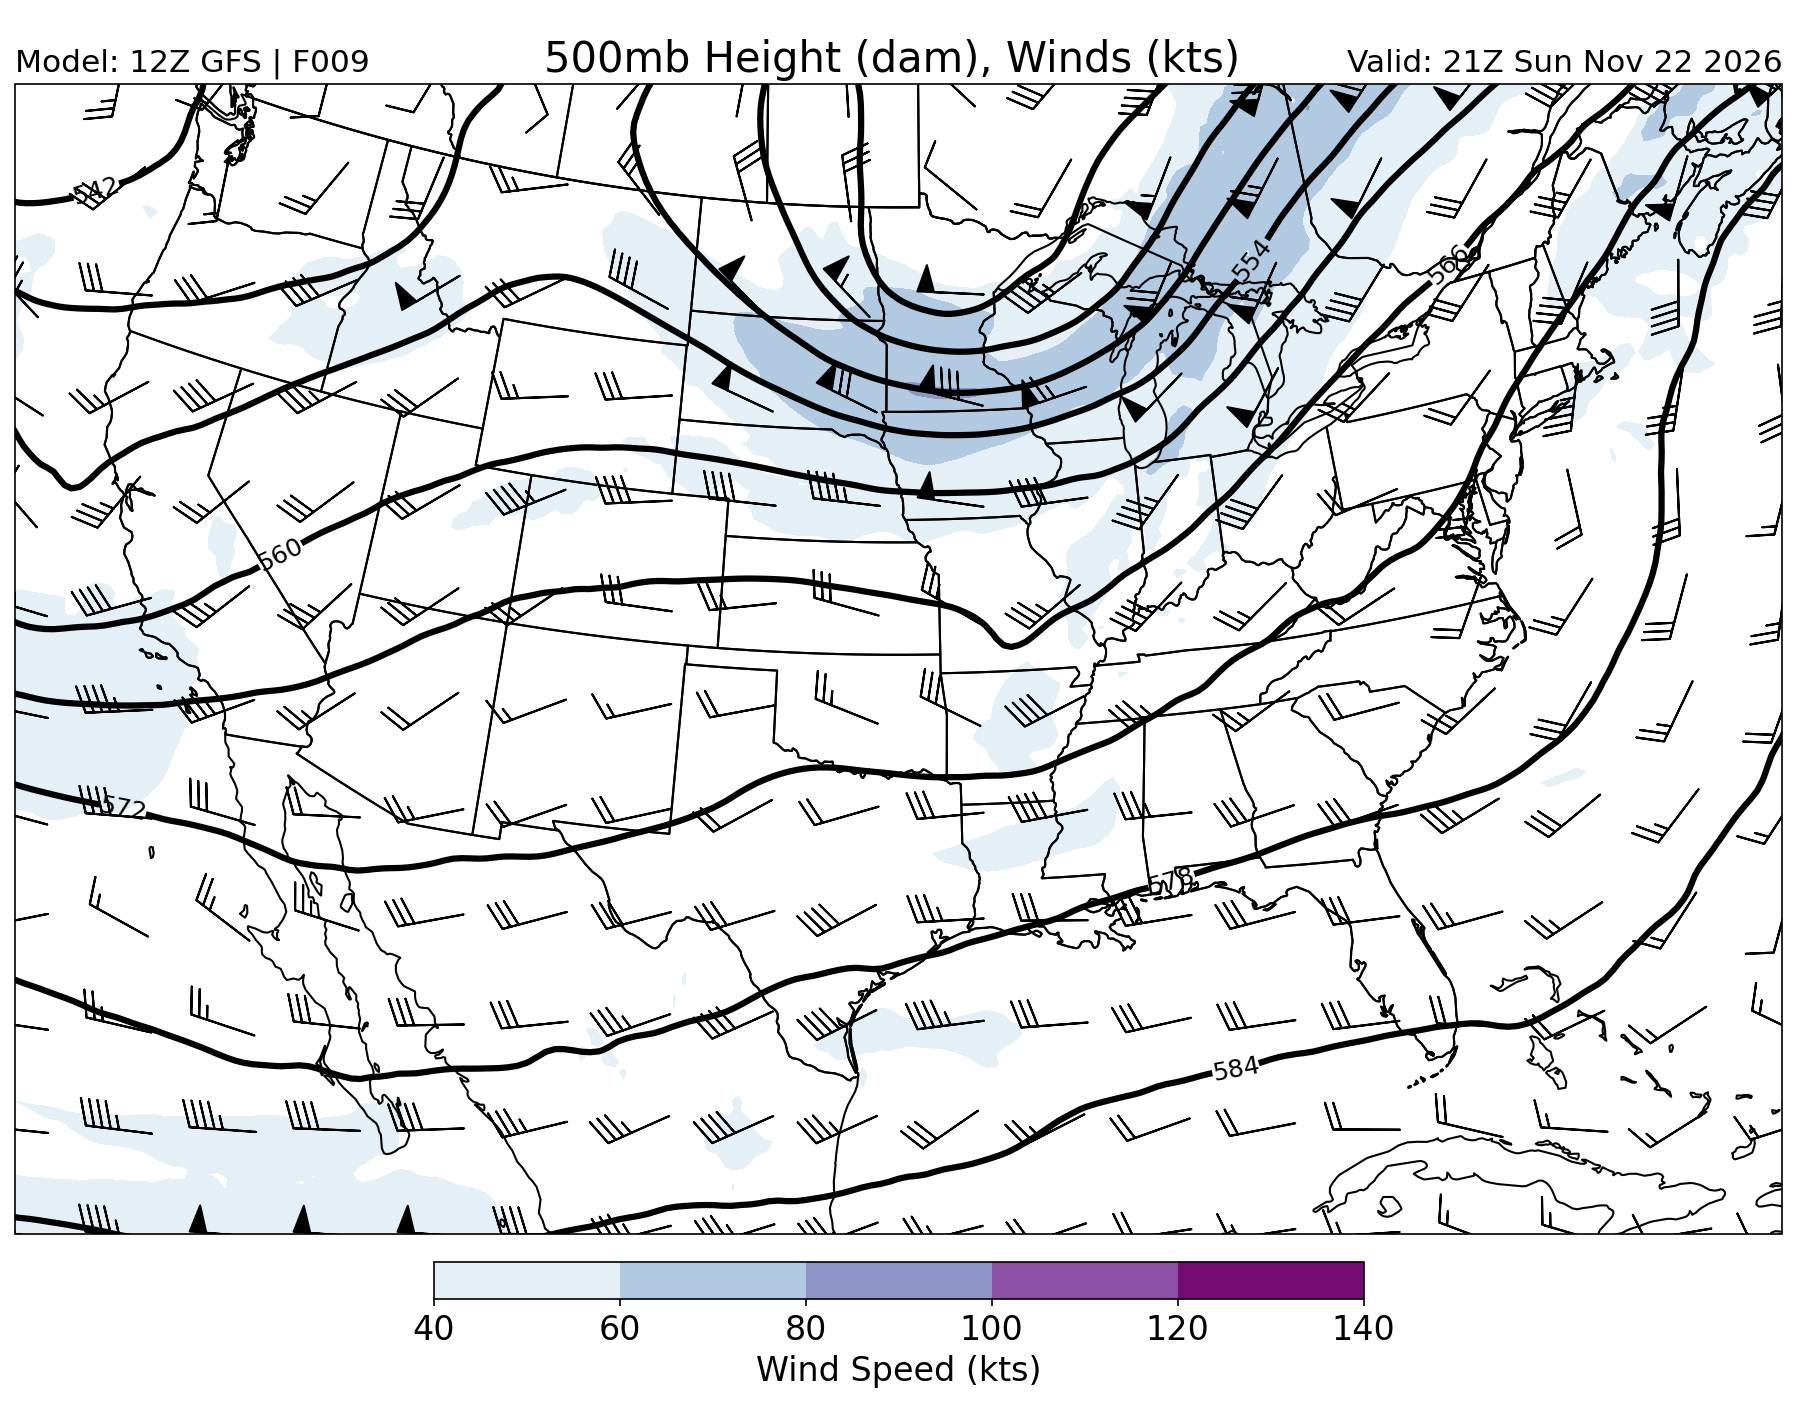 Model: 12Z GFS | F009
500mb Height (dam), Winds (kts)
Valid: 21Z Sun Nov 22 2026
542
554
566
560
572
578
584
40 60 80 100 120 140
Wind Speed (kts)